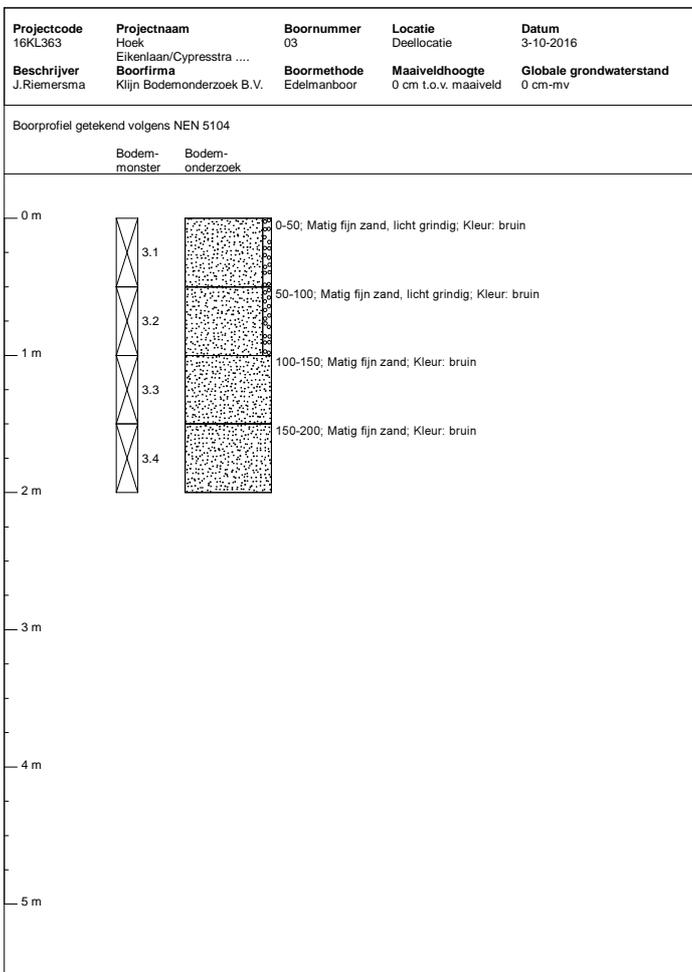 Projectcode Projectnaam Boornummer Locatie Datum
16KL363 Hoek 03 Deellocatie 3-10-2016
Eikenlaan/Cypresstra ....
Beschrijver Boorfirma Boormethode Maaiveldhoogte Globale grondwaterstand
J.Riemersma Klijn Bodemonderzoek B.V. Edelmanboor 0 cm t.o.v. maaiveld 0 cm-mv
Boorprofiel getekend volgens NEN 5104
Bodem- Bodem-
monster onderzoek
0 m
0-50; Matig fijn zand, licht grindig; Kleur: bruin
3.1
50-100; Matig fijn zand, licht grindig; Kleur: bruin
3.2
1 m
100-150; Matig fijn zand; Kleur: bruin
3.3
150-200; Matig fijn zand; Kleur: bruin
3.4
2 m
3 m
4 m
5 m